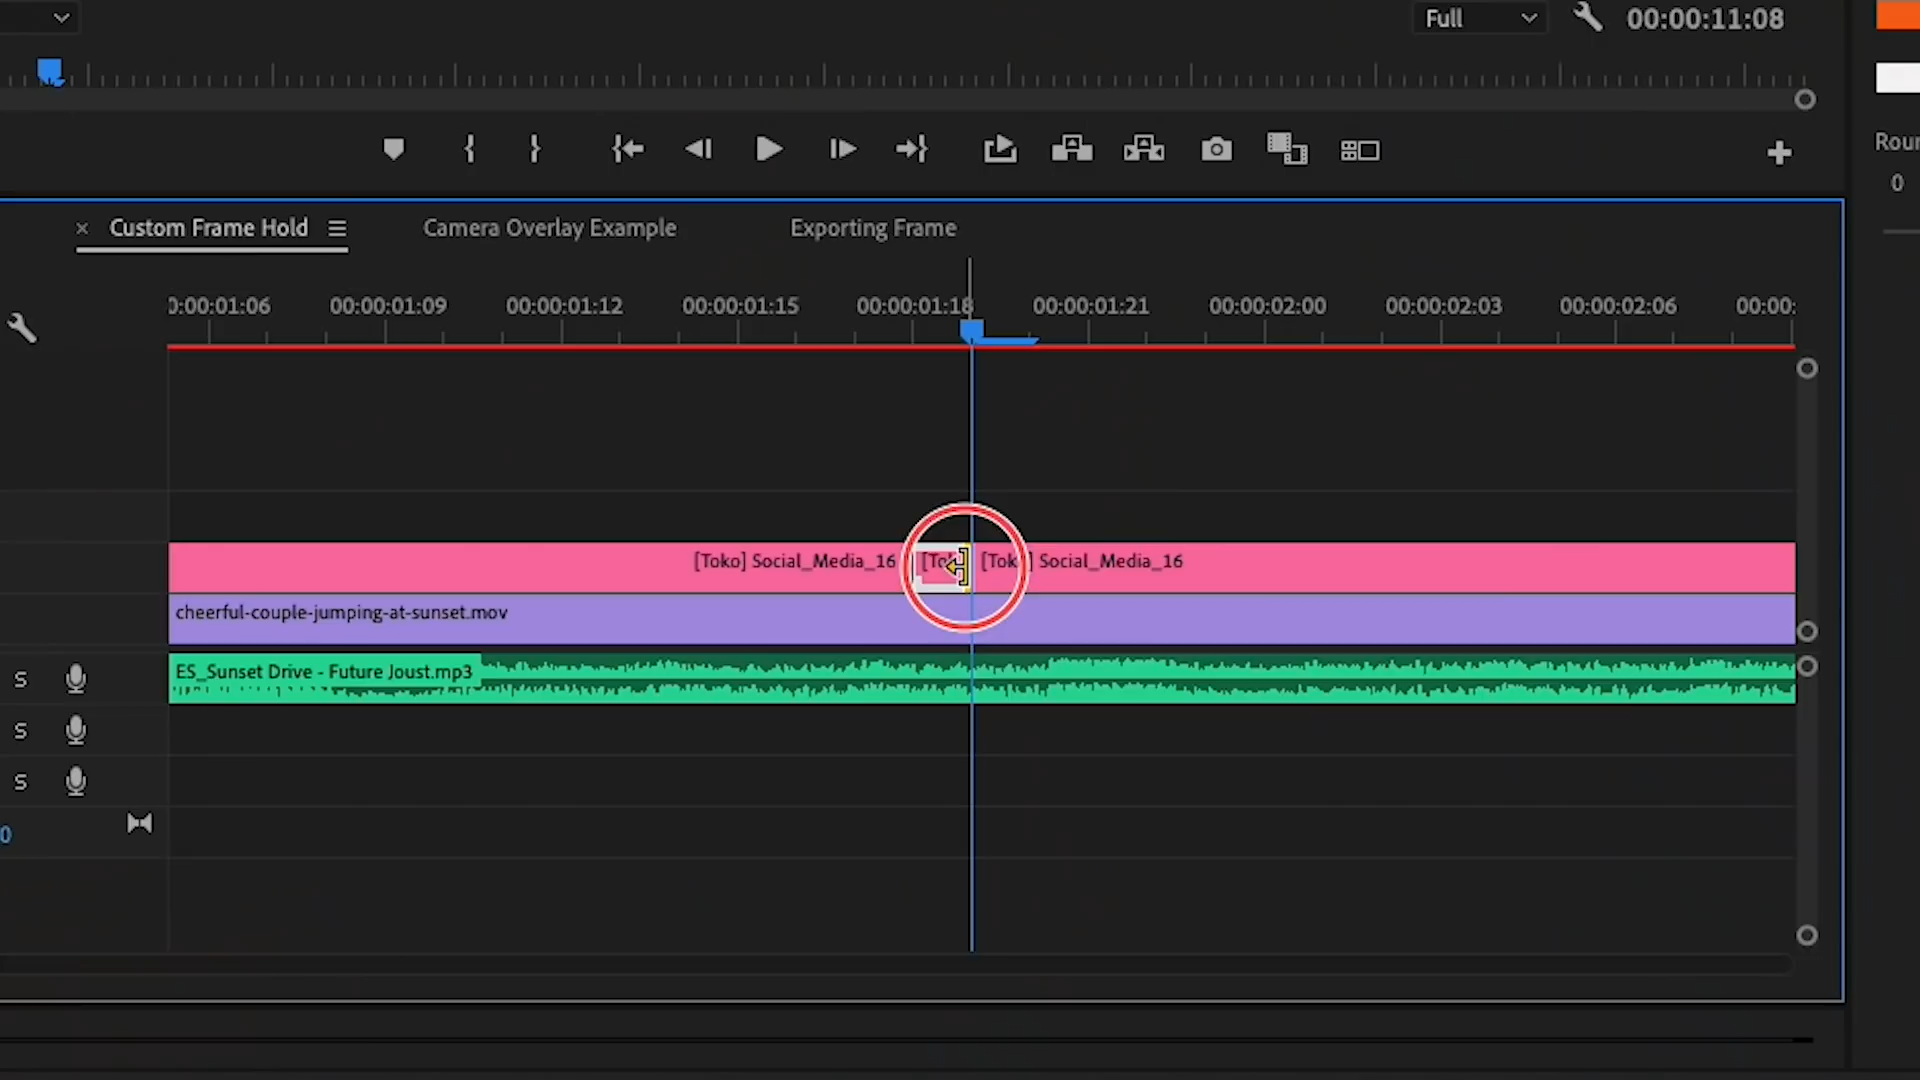 Full
00:00:11:08
0
× Custom Frame Hold
Camera Overlay Example
Exporting Frame
0:00:01:06
00:00:01:09
00:00:01:12
00:00:01:15
00:00:01:18
00:00:01:21
00:00:02:00
00:00:02:03
00:00:02:06
00:00:
[Toko] Social_Media_16
[Toko] Social_Media_16
cheerful-couple-jumping-at-sunset.mov
ES_Sunset Drive - Future Joust.mp3
S
S
S
0